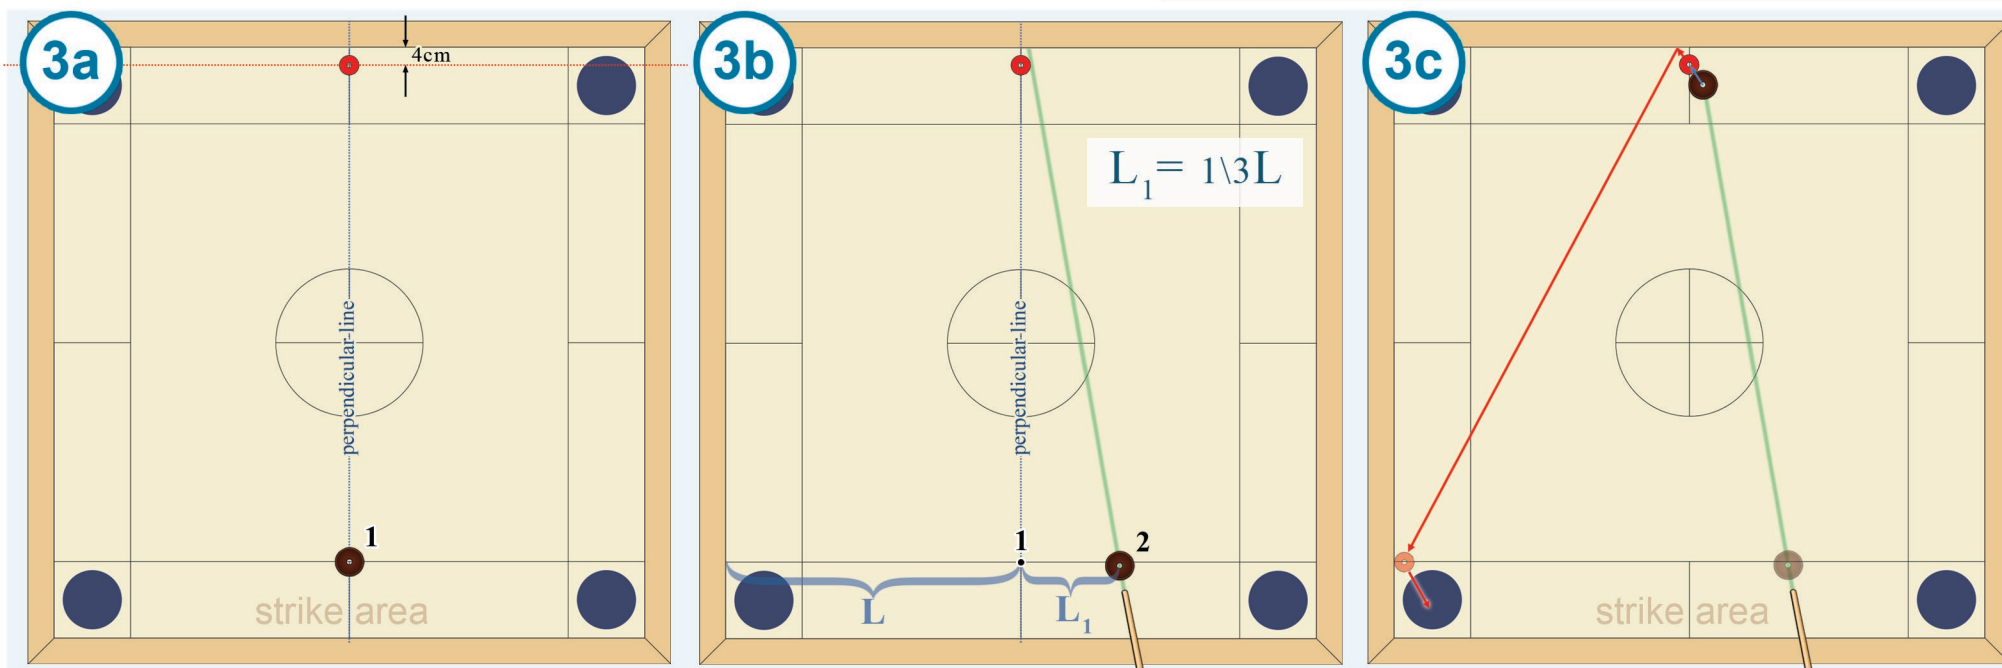 3a
4cm
perpendicular-line
1
strike area
3b
L1= 1\3L
perpendicular-line
1
2
L
L1
3c
strike area